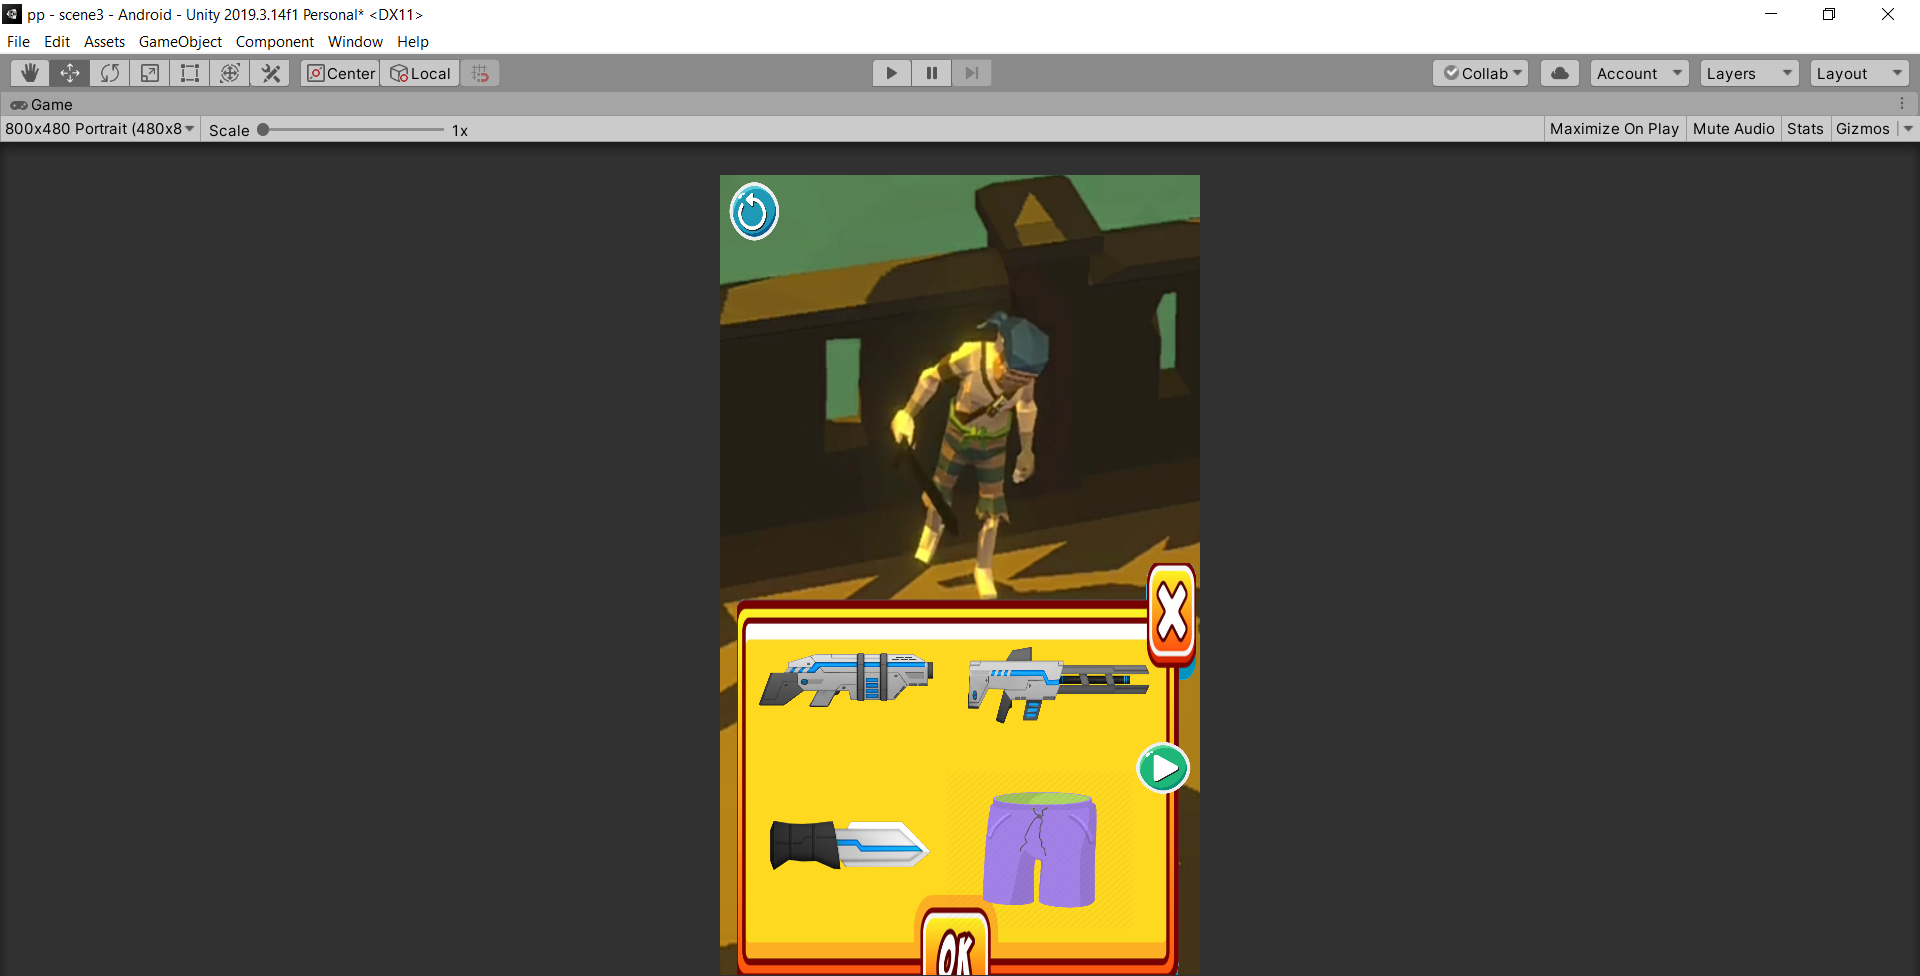 pp - scene3 - Android - Unity 2019.3.14f1 Personal* <DX11>
File Edit Assets GameObject Component Window Help
Center Local Collab Account Layers Layout
Game
800x480 Portrait (480x8 Scale 1x Maximize On Play Mute Audio Stats Gizmos
X
OK